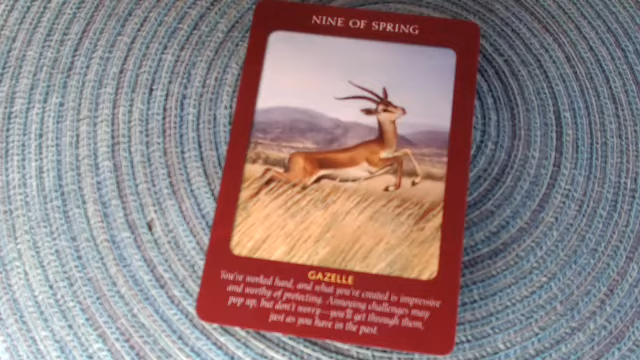 NINE OF SPRING
GAZELLE
You've worked hard, and what you've created is impressive
and worthy of protecting. Annoying challenges may
pop up, but don't worry—you'll get through them,
just as you have in the past.